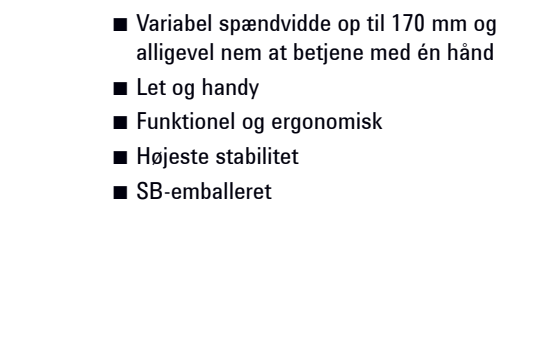 ■ Variabel spændvidde op til 170 mm og
alligevel nem at betjene med én hånd
■ Let og handy
■ Funktionel og ergonomisk
■ Højeste stabilitet
■ SB-emballeret